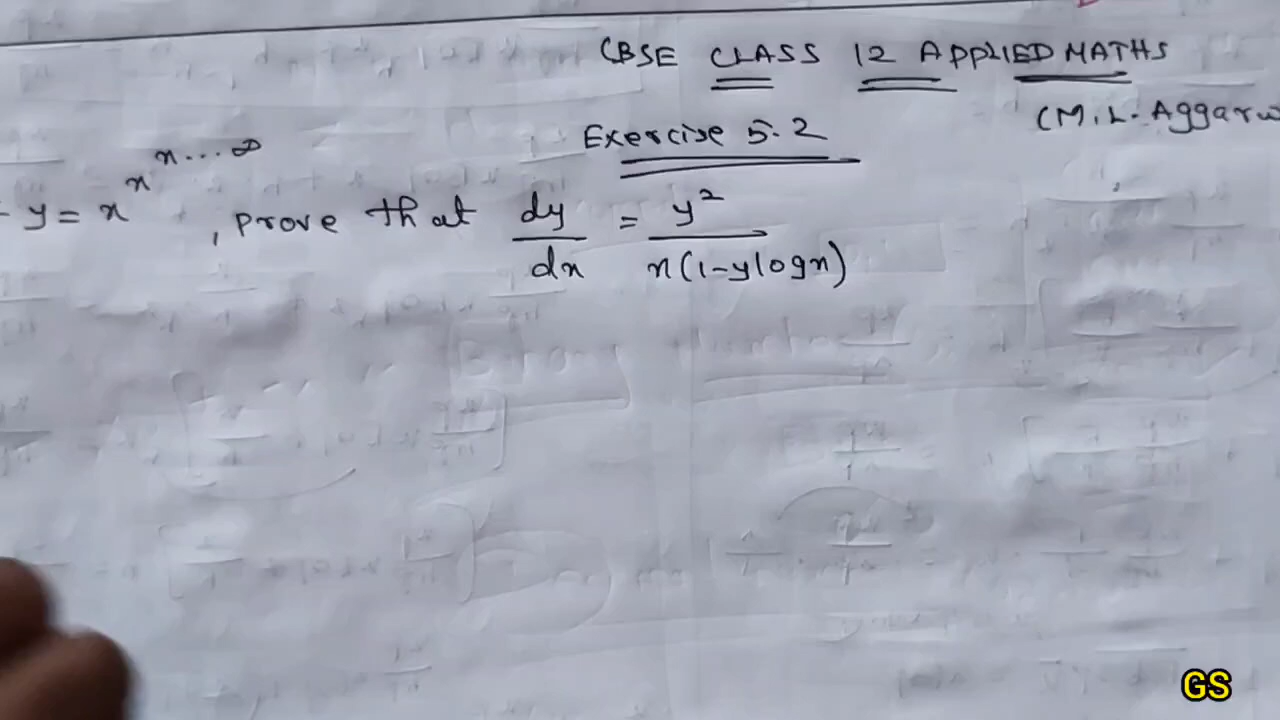 CBSE CLASS 12 APPLIED MATHS
(M.L. Aggarw
Exercise 5.2
y = x^x^x...∞, prove that dy/dx = y²/x(1-ylogx)
GS